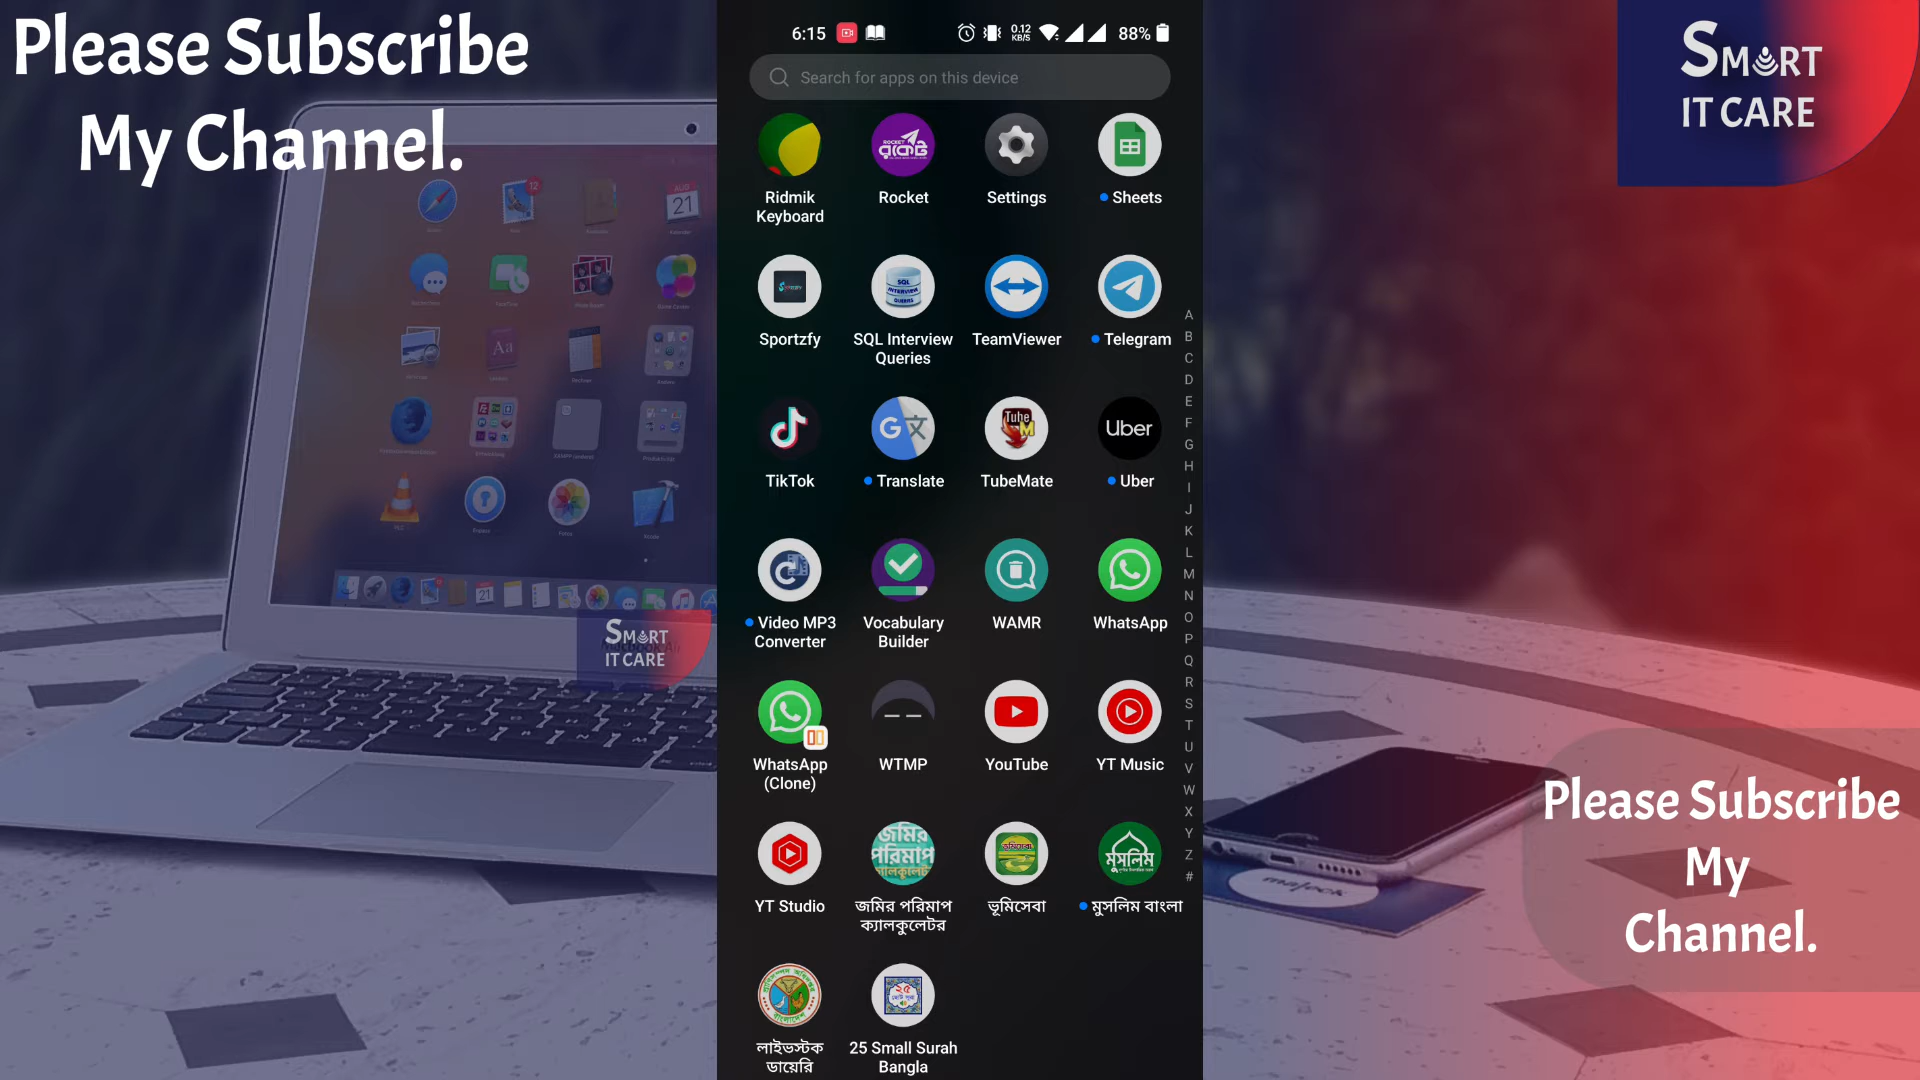 Please Subscribe
My Channel.
6:15
0.12
KB/S
88%
Search for apps on this device
SMART
IT CARE
Ridmik
Keyboard
Rocket
Settings
Sheets
Sportzfy
SQL Interview
Queries
TeamViewer
Telegram
TikTok
Translate
TubeMate
Uber
Uber
Video MP3
Converter
Vocabulary
Builder
WAMR
WhatsApp
WhatsApp
(Clone)
WTMP
YouTube
YT Music
YT Studio
জমির পরিমাপ
ক্যালকুলেটর
ভূমিসেবা
মুসলিম বাংলা
লাইভস্টক
ডায়েরি
25 Small Surah
Bangla
A
B
C
D
E
F
G
H
I
J
K
L
M
N
O
P
Q
R
S
T
U
V
W
X
Y
Z
#
SMART
IT CARE
Please Subscribe
My
Channel.